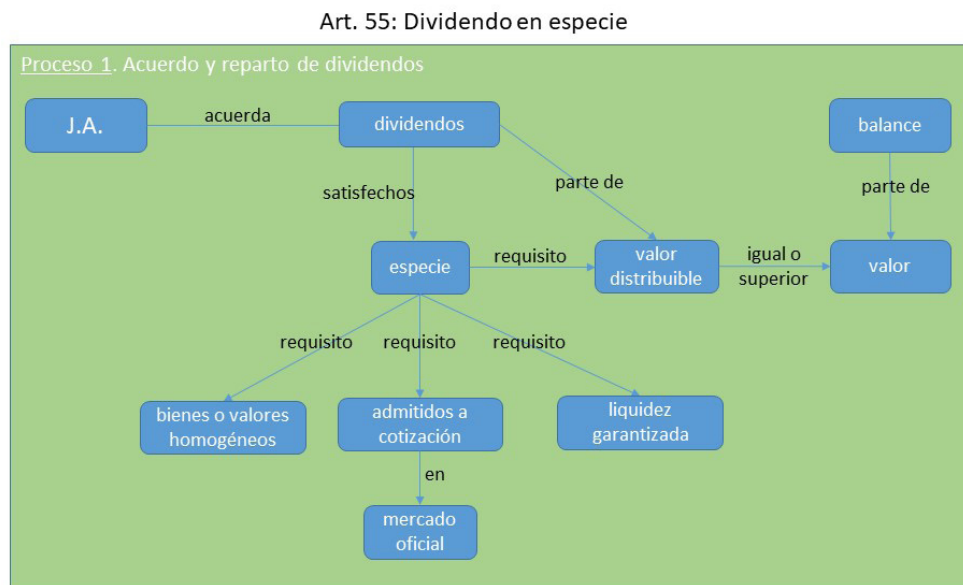 Art. 55: Dividendo en especie
Proceso 1. Acuerdo y reparto de dividendos
J.A.
acuerda
dividendos
balance
satisfechos
parte de
parte de
especie
requisito
valor
distribuible
igual o
superior
valor
requisito
requisito
requisito
bienes o valores
homogéneos
admitidos a
cotización
liquidez
garantizada
en
mercado
oficial